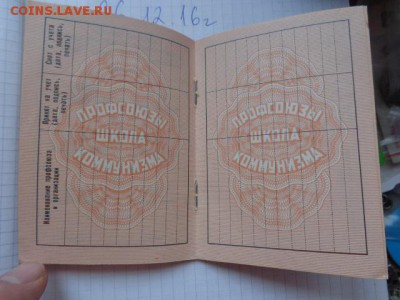 COINS.LAVE.RU
12.16г
Наименование профсоюза
и организации
Принят на учет
(дата, подпись,
печать)
Снят с учета
(дата, подпись,
печать)
ПРОФСОЮЗЫ
ШКОЛА
КОММУНИЗМА
ПРОФСОЮЗЫ
ШКОЛА
КОММУНИЗМА